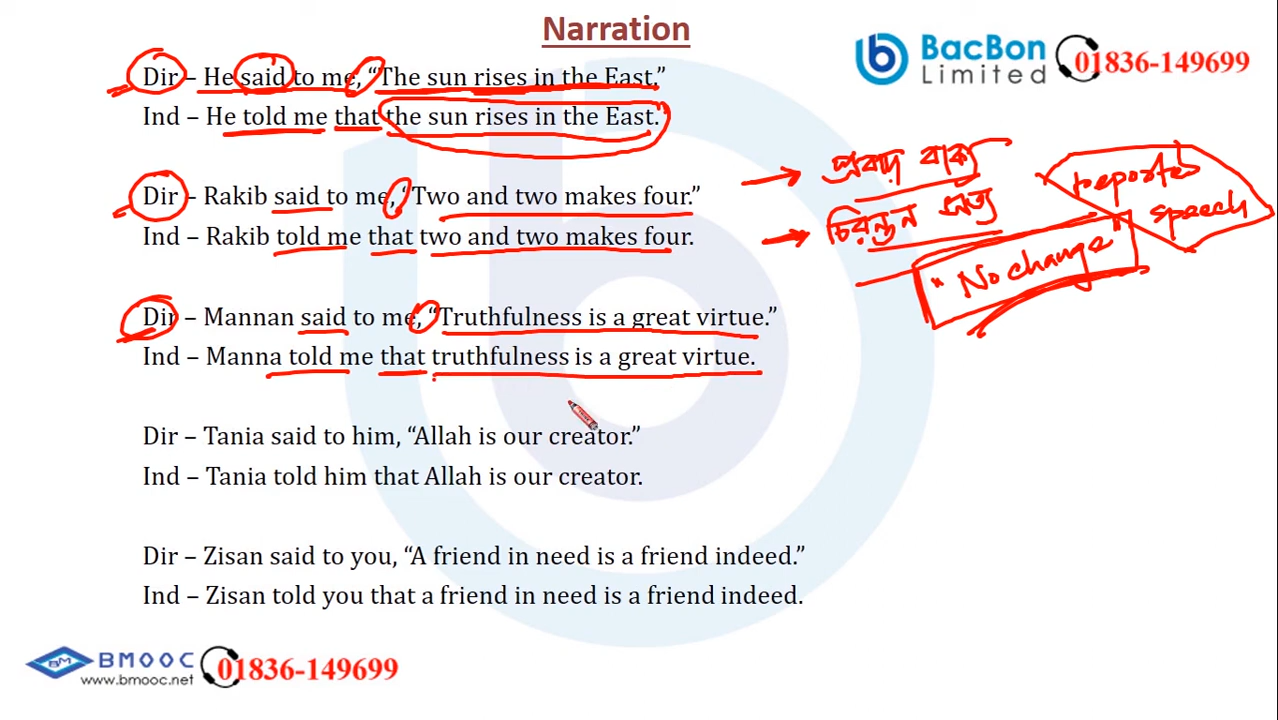 Narration
BacBon
Limited
01836-149699
Dir – He said to me, “The sun rises in the East.”
Ind – He told me that the sun rises in the East.”
Dir – Rakib said to me, “Two and two makes four.”
Ind – Rakib told me that two and two makes four.
প্রবাদ বাক্য
চিরন্তন সত্য
Reported
speech
"No change"
Dir – Mannan said to me, “Truthfulness is a great virtue.”
Ind – Manna told me that truthfulness is a great virtue.
Dir – Tania said to him, “Allah is our creator.”
Ind – Tania told him that Allah is our creator.
Dir – Zisan said to you, “A friend in need is a friend indeed.”
Ind – Zisan told you that a friend in need is a friend indeed.
BM BMOOC
www.bmooc.net
01836-149699